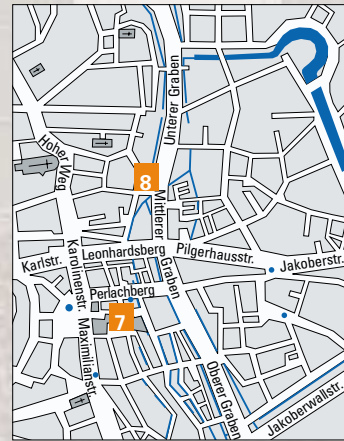 Unterer Graben
Hoher Weg
8
Mittlerer Graben
Leonhardsberg
Pilgerhausstr.
Karlstr.
Karolinenstr.
Jakoberstr.
Perlachberg
7
Maximilianstr.
Oberer Graben
Jakoberwallstr.